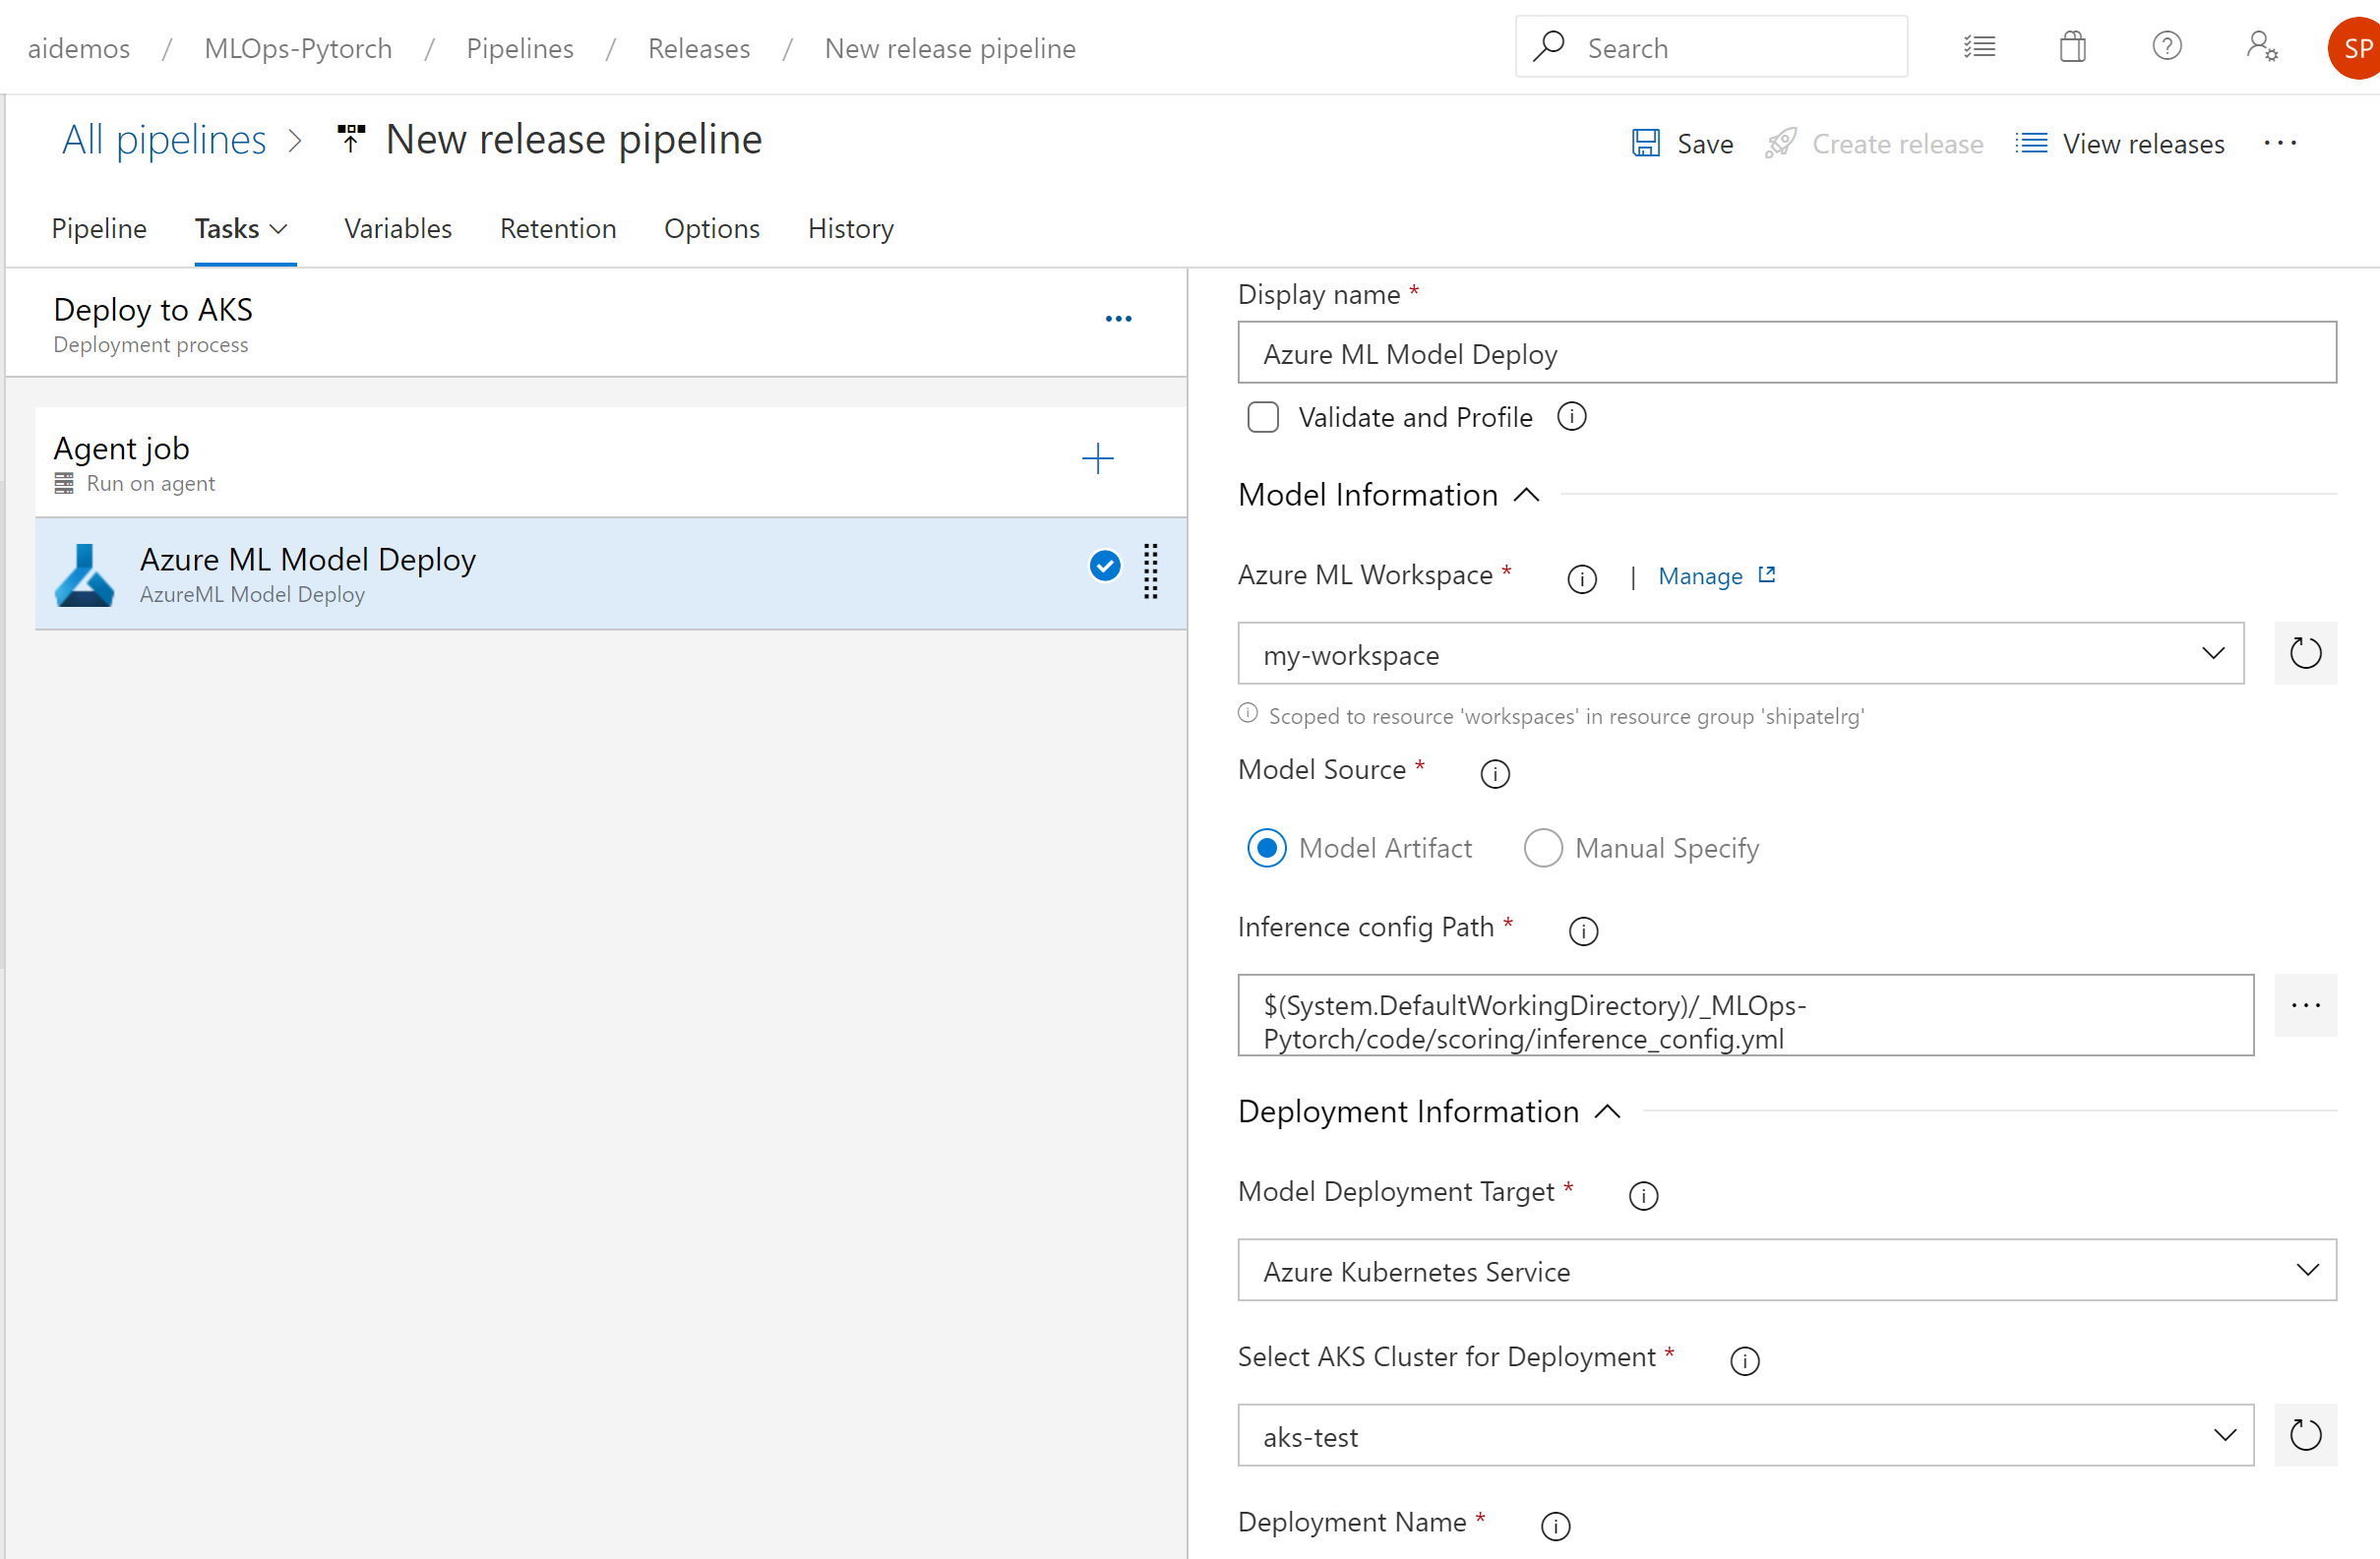 aidemos / MLOps-Pytorch / Pipelines / Releases / New release pipeline
Search
SP
All pipelines > New release pipeline
Save
Create release
View releases
Pipeline
Tasks
Variables
Retention
Options
History
Deploy to AKS
Deployment process
Agent job
Run on agent
Azure ML Model Deploy
AzureML Model Deploy
Display name *
Azure ML Model Deploy
Validate and Profile
Model Information
Azure ML Workspace *
| Manage
my-workspace
Scoped to resource 'workspaces' in resource group 'shipatelrg'
Model Source *
Model Artifact
Manual Specify
Inference config Path *
$(System.DefaultWorkingDirectory)/_MLOps-
Pytorch/code/scoring/inference_config.yml
Deployment Information
Model Deployment Target *
Azure Kubernetes Service
Select AKS Cluster for Deployment *
aks-test
Deployment Name *